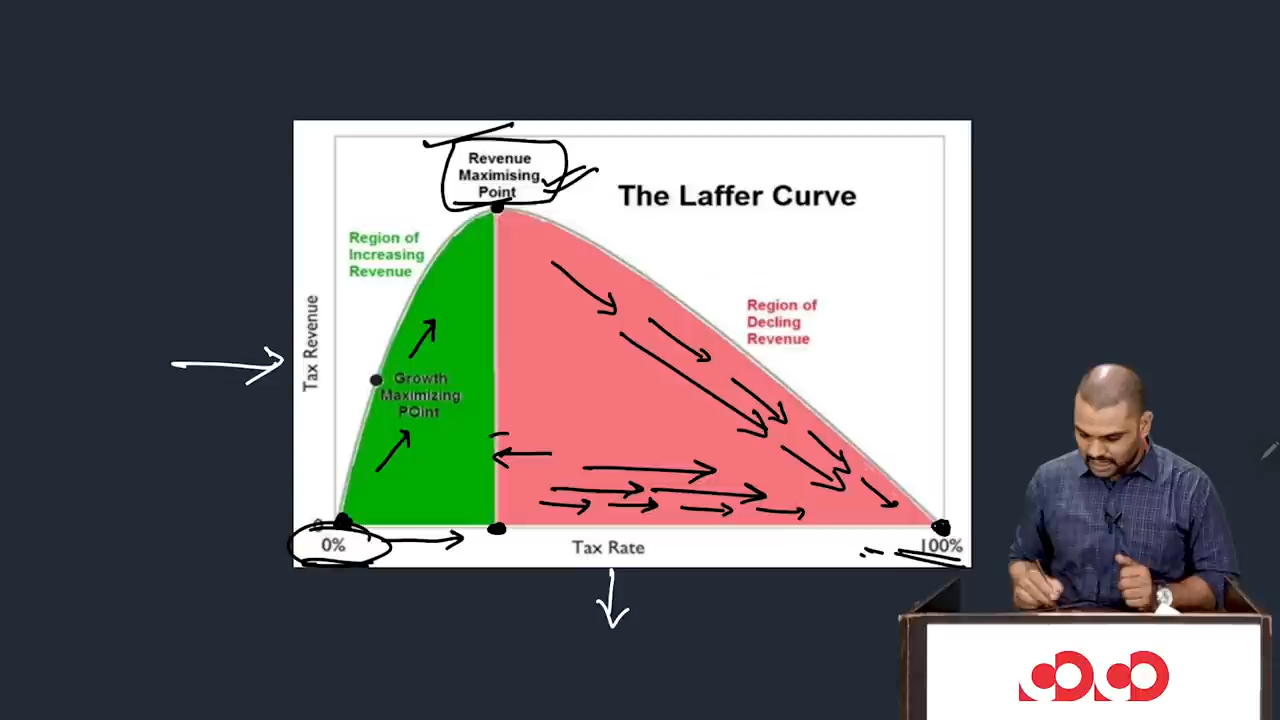 Revenue
Maximising
Point
The Laffer Curve
Region of
Increasing
Revenue
Region of
Decling
Revenue
Tax Revenue
Growth
Maximizing
POint
0
0%
Tax Rate
100%